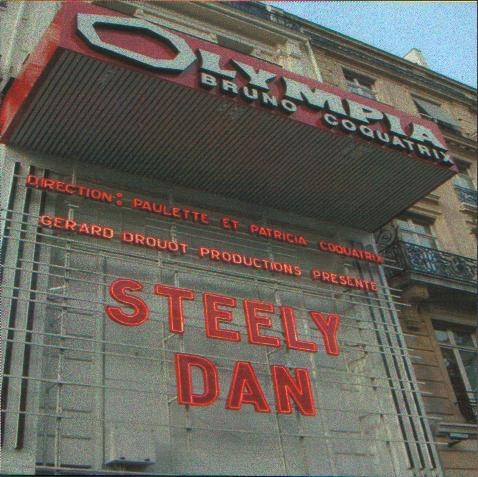 OLYMPIA
BRUNO COQUATRIX
DIRECTION: PAULETTE ET PATRICIA COQUATRIX
GERARD DROUOT PRODUCTIONS PRESENTE
STEELY
DAN